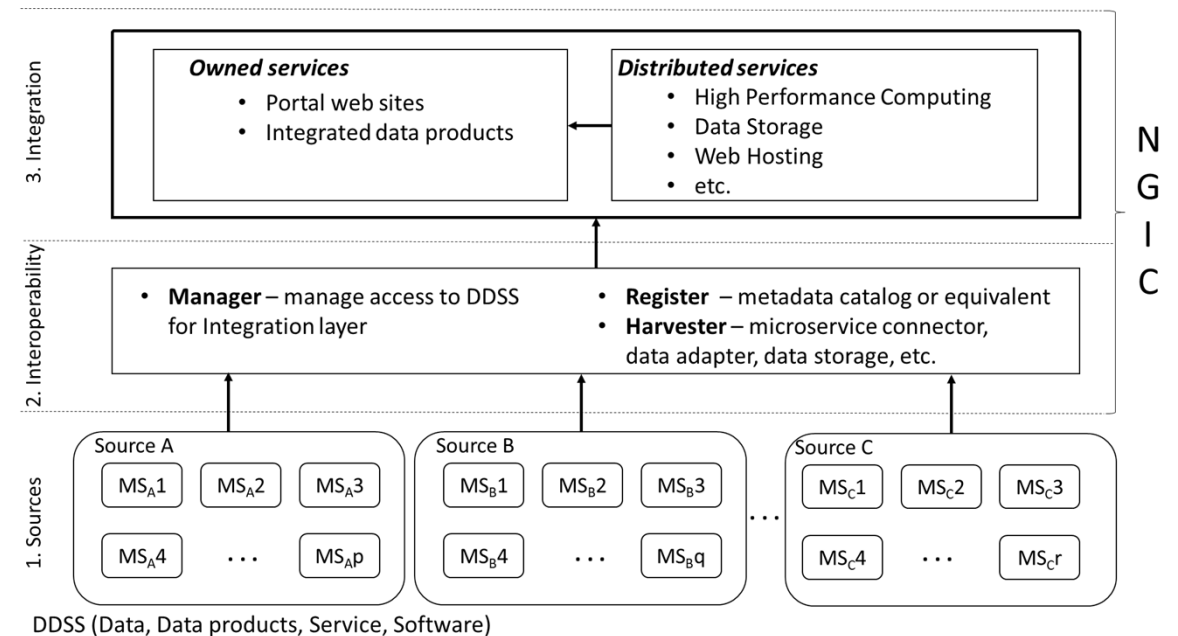 3. Integration
Owned services
• Portal web sites
• Integrated data products
Distributed services
• High Performance Computing
• Data Storage
• Web Hosting
• etc.
N
G
I
C
2. Interoperability
• Manager – manage access to DDSS
for Integration layer
• Register – metadata catalog or equivalent
• Harvester – microservice connector,
data adapter, data storage, etc.
1. Sources
Source A
MSA1 MSA2 MSA3
MSA4 ... MSAp
Source B
MSB1 MSB2 MSB3
MSB4 ... MSBq
...
Source C
MSC1 MSC2 MSC3
MSC4 ... MSCr
DDSS (Data, Data products, Service, Software)